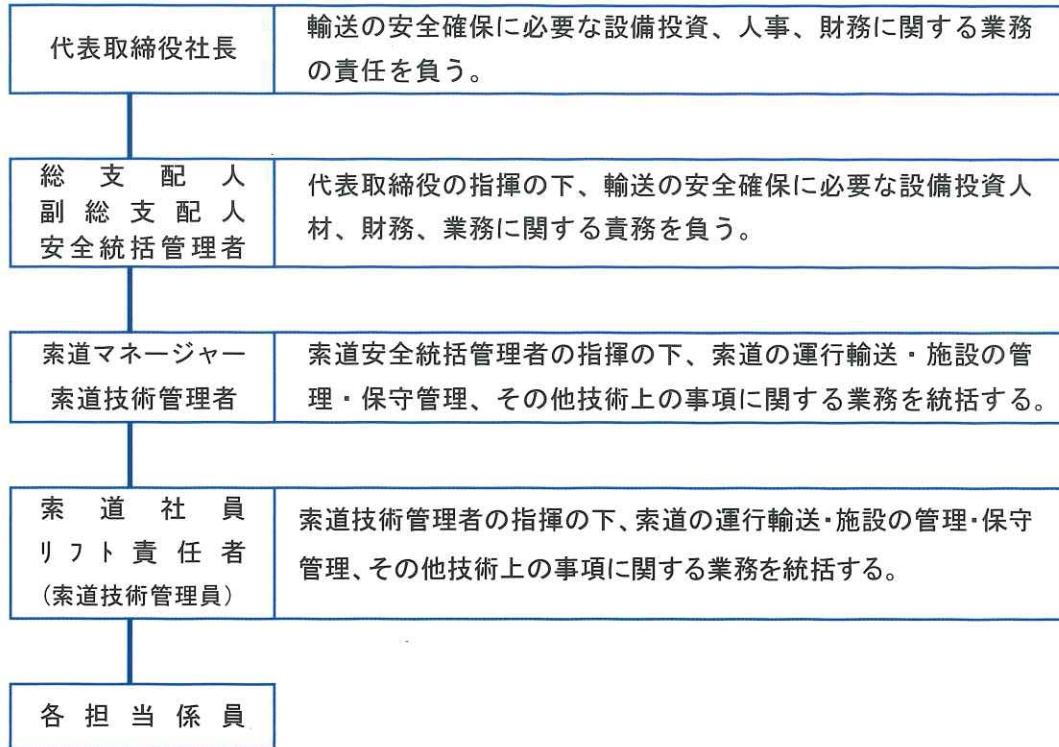 代表取締役社長
輸送の安全確保に必要な設備投資、人事、財務に関する業務
の責任を負う。
総支配人
副総支配人
安全統括管理者
代表取締役の指揮の下、輸送の安全確保に必要な設備投資人
材、財務、業務に関する責務を負う。
索道マネージャー
索道技術管理者
索道安全統括管理者の指揮の下、索道の運行輸送・施設の管
理・保守管理、その他技術上の事項に関する業務を統括する。
索道社員
リフト責任者
(索道技術管理員)
索道技術管理者の指揮の下、索道の運行輸送・施設の管理・保守
管理、その他技術上の事項に関する業務を統括する。
各担当係員